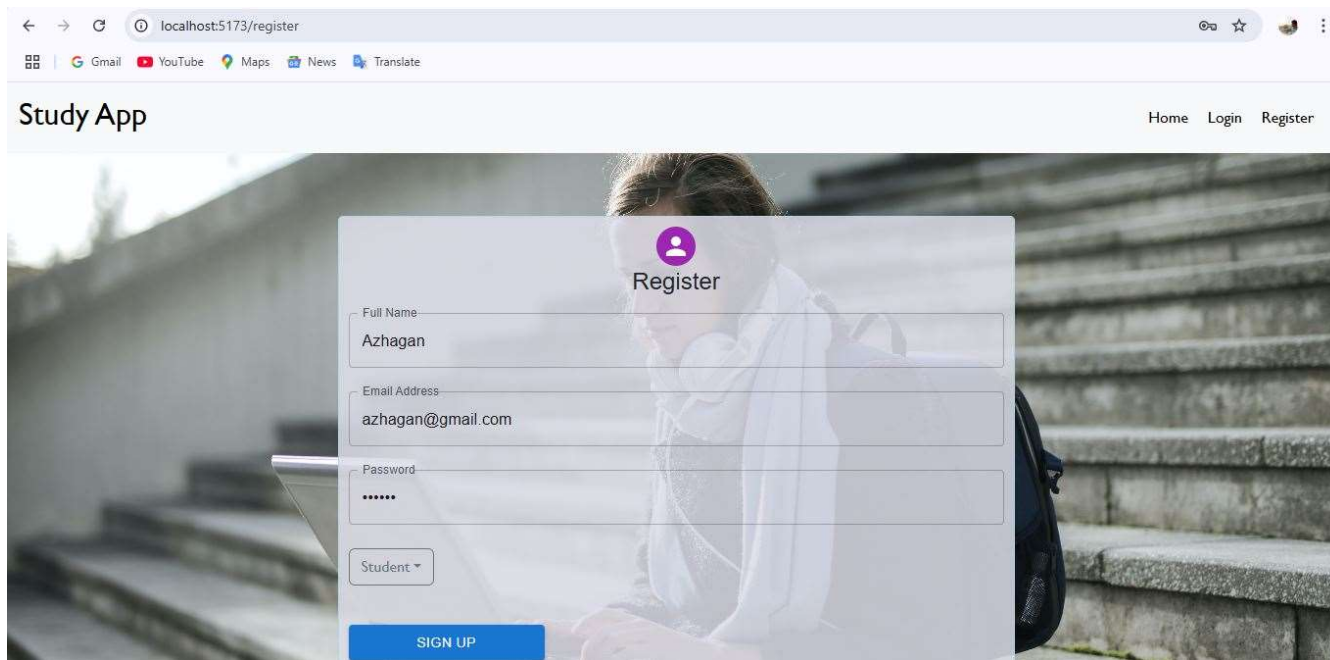 localhost:5173/register
Gmail YouTube Maps News Translate
Study App
Home Login Register
Register
Full Name
Azhagan
Email Address
azhagan@gmail.com
Password
••••••
Student
SIGN UP